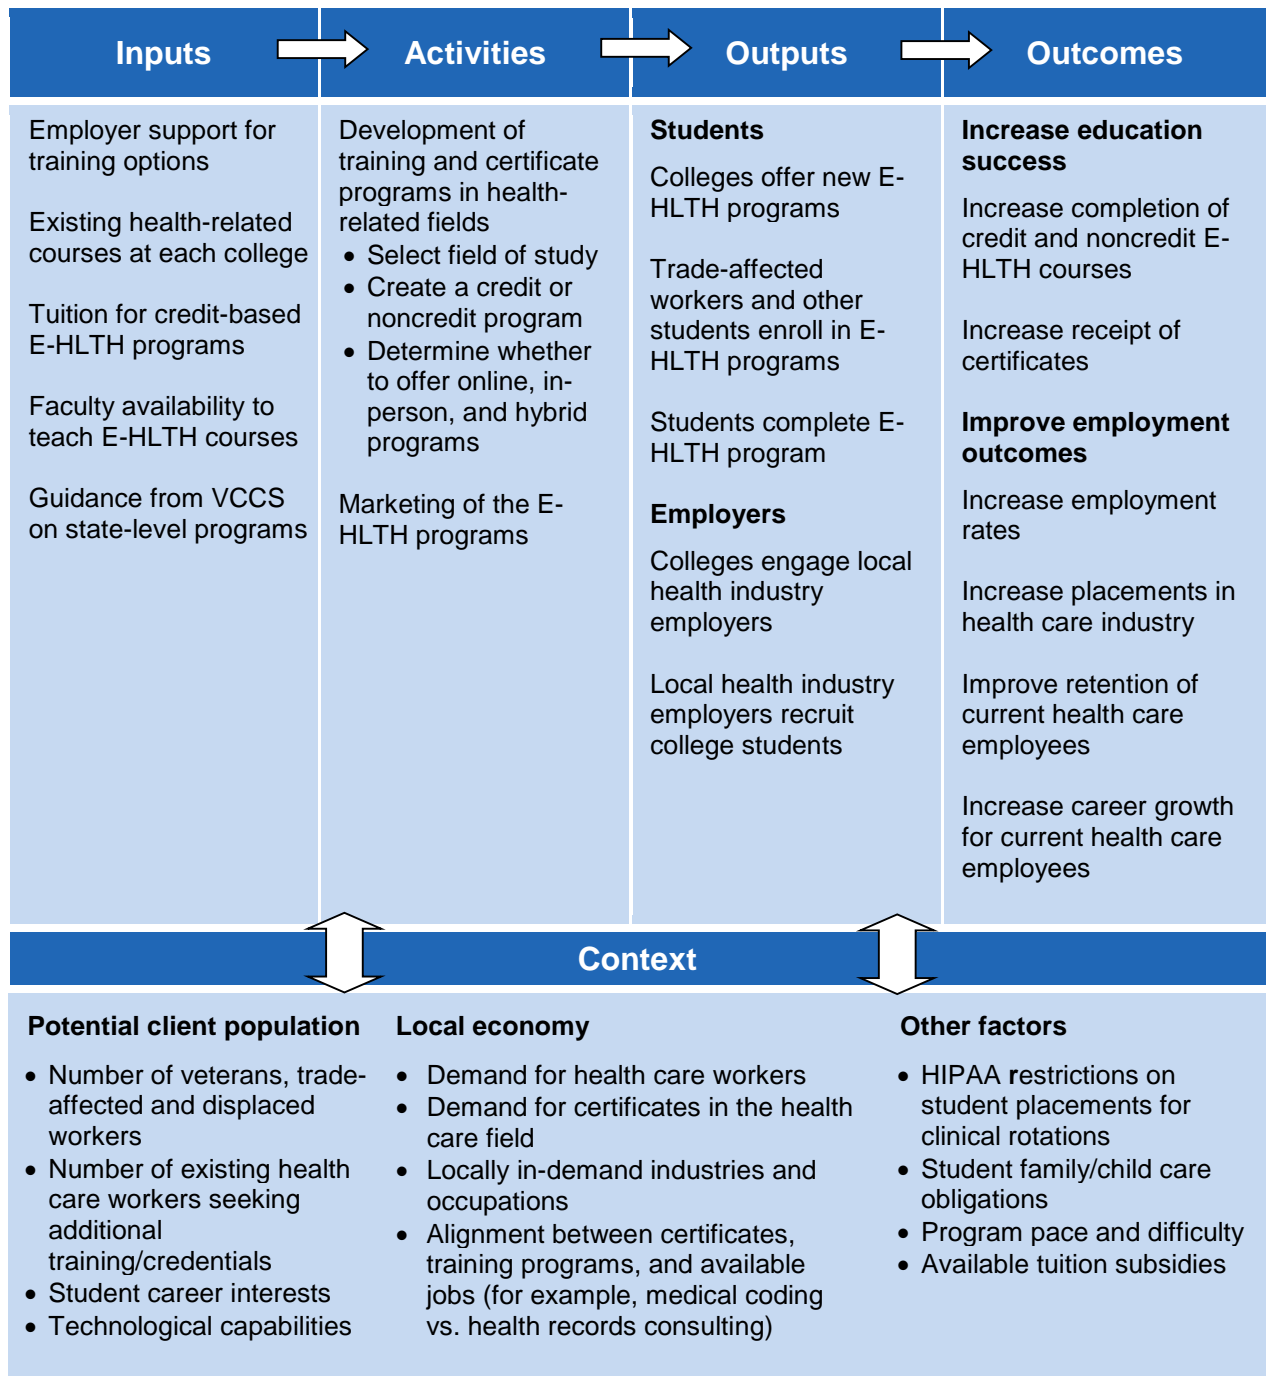 Inputs
Activities
Outputs
Outcomes
Employer support for
training options
Existing health-related
courses at each college
Tuition for credit-based
E-HLTH programs
Faculty availability to
teach E-HLTH courses
Guidance from VCCS
on state-level programs
Development of
training and certificate
programs in health-
related fields
• Select field of study
• Create a credit or
noncredit program
• Determine whether
to offer online, in-
person, and hybrid
programs
Marketing of the E-
HLTH programs
Students
Colleges offer new E-
HLTH programs
Trade-affected
workers and other
students enroll in E-
HLTH programs
Students complete E-
HLTH program
Employers
Colleges engage local
health industry
employers
Local health industry
employers recruit
college students
Increase education
success
Increase completion of
credit and noncredit E-
HLTH courses
Increase receipt of
certificates
Improve employment
outcomes
Increase employment
rates
Increase placements in
health care industry
Improve retention of
current health care
employees
Increase career growth
for current health care
employees
Context
Potential client population
• Number of veterans, trade-
affected and displaced
workers
• Number of existing health
care workers seeking
additional
training/credentials
• Student career interests
• Technological capabilities
Local economy
• Demand for health care workers
• Demand for certificates in the health
care field
• Locally in-demand industries and
occupations
• Alignment between certificates,
training programs, and available
jobs (for example, medical coding
vs. health records consulting)
Other factors
• HIPAA restrictions on
student placements for
clinical rotations
• Student family/child care
obligations
• Program pace and difficulty
• Available tuition subsidies